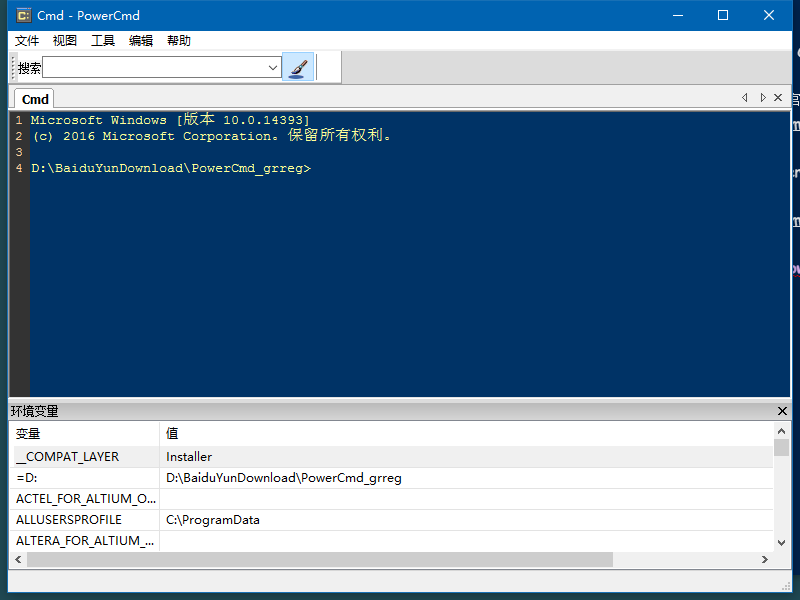 Cmd - PowerCmd
文件 视图 工具 编辑 帮助
搜索
Cmd
1 Microsoft Windows [版本 10.0.14393]
2 (c) 2016 Microsoft Corporation。保留所有权利。
3
4 D:\BaiduYunDownload\PowerCmd_grreg>
环境变量
变量 值
__COMPAT_LAYER Installer
=D: D:\BaiduYunDownload\PowerCmd_grreg
ACTEL_FOR_ALTIUM_O...
ALLUSERSPROFILE C:\ProgramData
ALTERA_FOR_ALTIUM_...